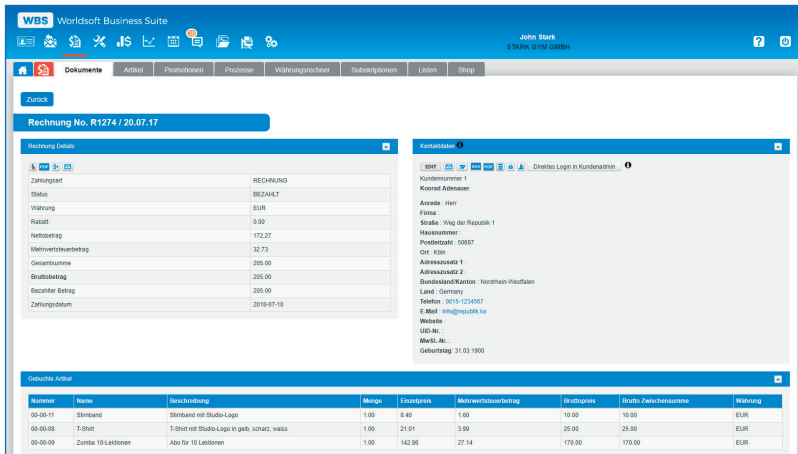 WBS Worldsoft Business Suite
John Stark
STARK GYM GMBH
Dokumente Artikel Promotionen Prozesse Währungsrechner Subskriptionen Listen Shop
Zurück
Rechnung No. R1274 / 20.07.17
Rechnung Details
Zahlungsart RECHNUNG
Status BEZAHLT
Währung EUR
Rabatt 0.00
Nettobetrag 172.27
Mehrwertsteuerbetrag 32.73
Gesamtsumme 205.00
Bruttobetrag 205.00
Bezahlter Betrag 205.00
Zahlungsdatum 2018-07-10
Kontaktdaten
EDIT SMS PDF Direktes Login in Kundenadmin
Kundennummer 1
Konrad Adenauer
Anrede : Herr
Firma :
Straße : Weg der Republik 1
Hausnummer :
Postleitzahl : 50667
Ort : Köln
Adresszusatz 1 :
Adresszusatz 2 :
Bundesland/Kanton : Nordrhein-Westfalen
Land : Germany
Telefon : 0815-1234567
E-Mail : info@republik.ka
Website :
UID-Nr. :
MwSt.-Nr. :
Geburtstag: 31.03.1900
Gebuchte Artikel
Nummer Name Beschreibung Menge Einzelpreis Mehrwertsteuerbetrag Bruttopreis Brutto Zwischensumme Währung
00-00-11 Stirnband Stirnband mit Studio-Logo 1.00 8.40 1.60 10.00 10.00 EUR
00-00-08 T-Shirt T-Shirt mit Studio-Logo in gelb, scharz, weiss 1.00 21.01 3.99 25.00 25.00 EUR
00-00-09 Zumba 10-Lektionen Abo für 10 Lektionen 1.00 142.86 27.14 170.00 170.00 EUR